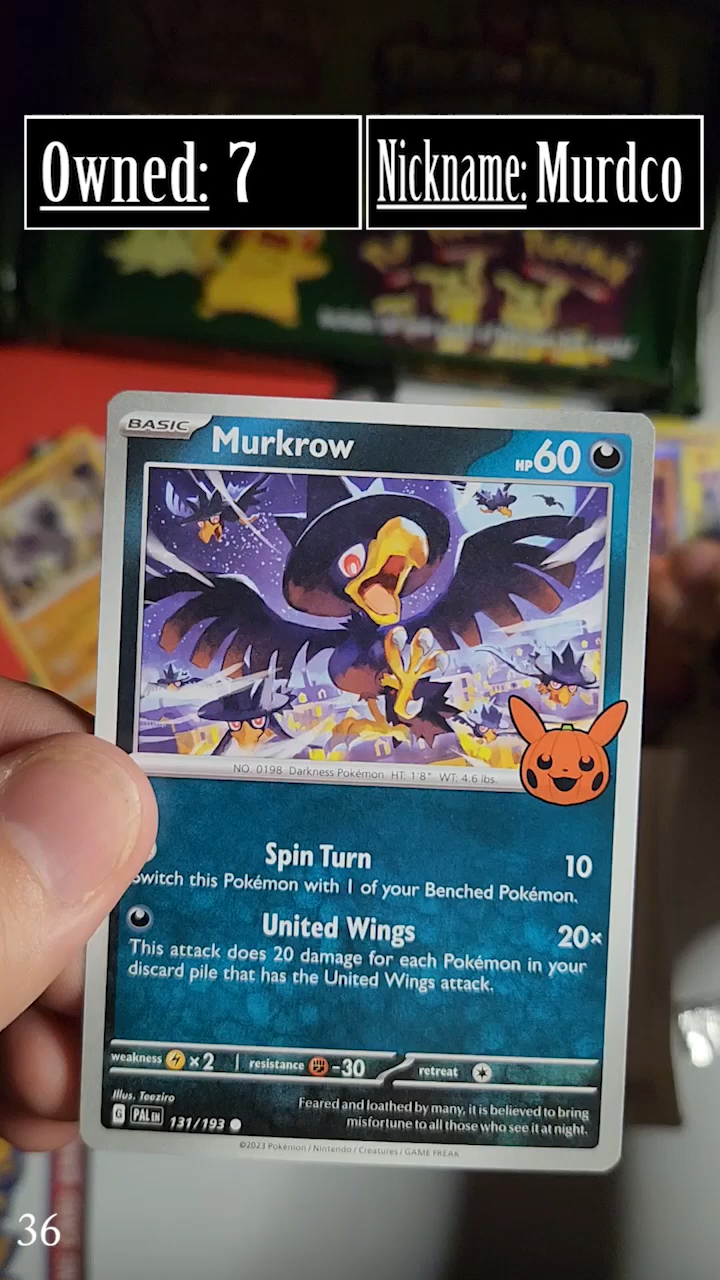 Owned: 7
Nickname: Murdco
BASIC
Murkrow
HP 60
NO. 0198 Darkness Pokémon HT: 1'8" WT: 4.6 lbs.
Spin Turn 10
Switch this Pokémon with 1 of your Benched Pokémon.
United Wings 20×
This attack does 20 damage for each Pokémon in your
discard pile that has the United Wings attack.
weakness ×2 resistance -30 retreat
Illus. Teeziro
Feared and loathed by many, it is believed to bring
misfortune to all those who see it at night.
G PAL EN 131/193
©2023 Pokémon / Nintendo / Creatures / GAME FREAK
36